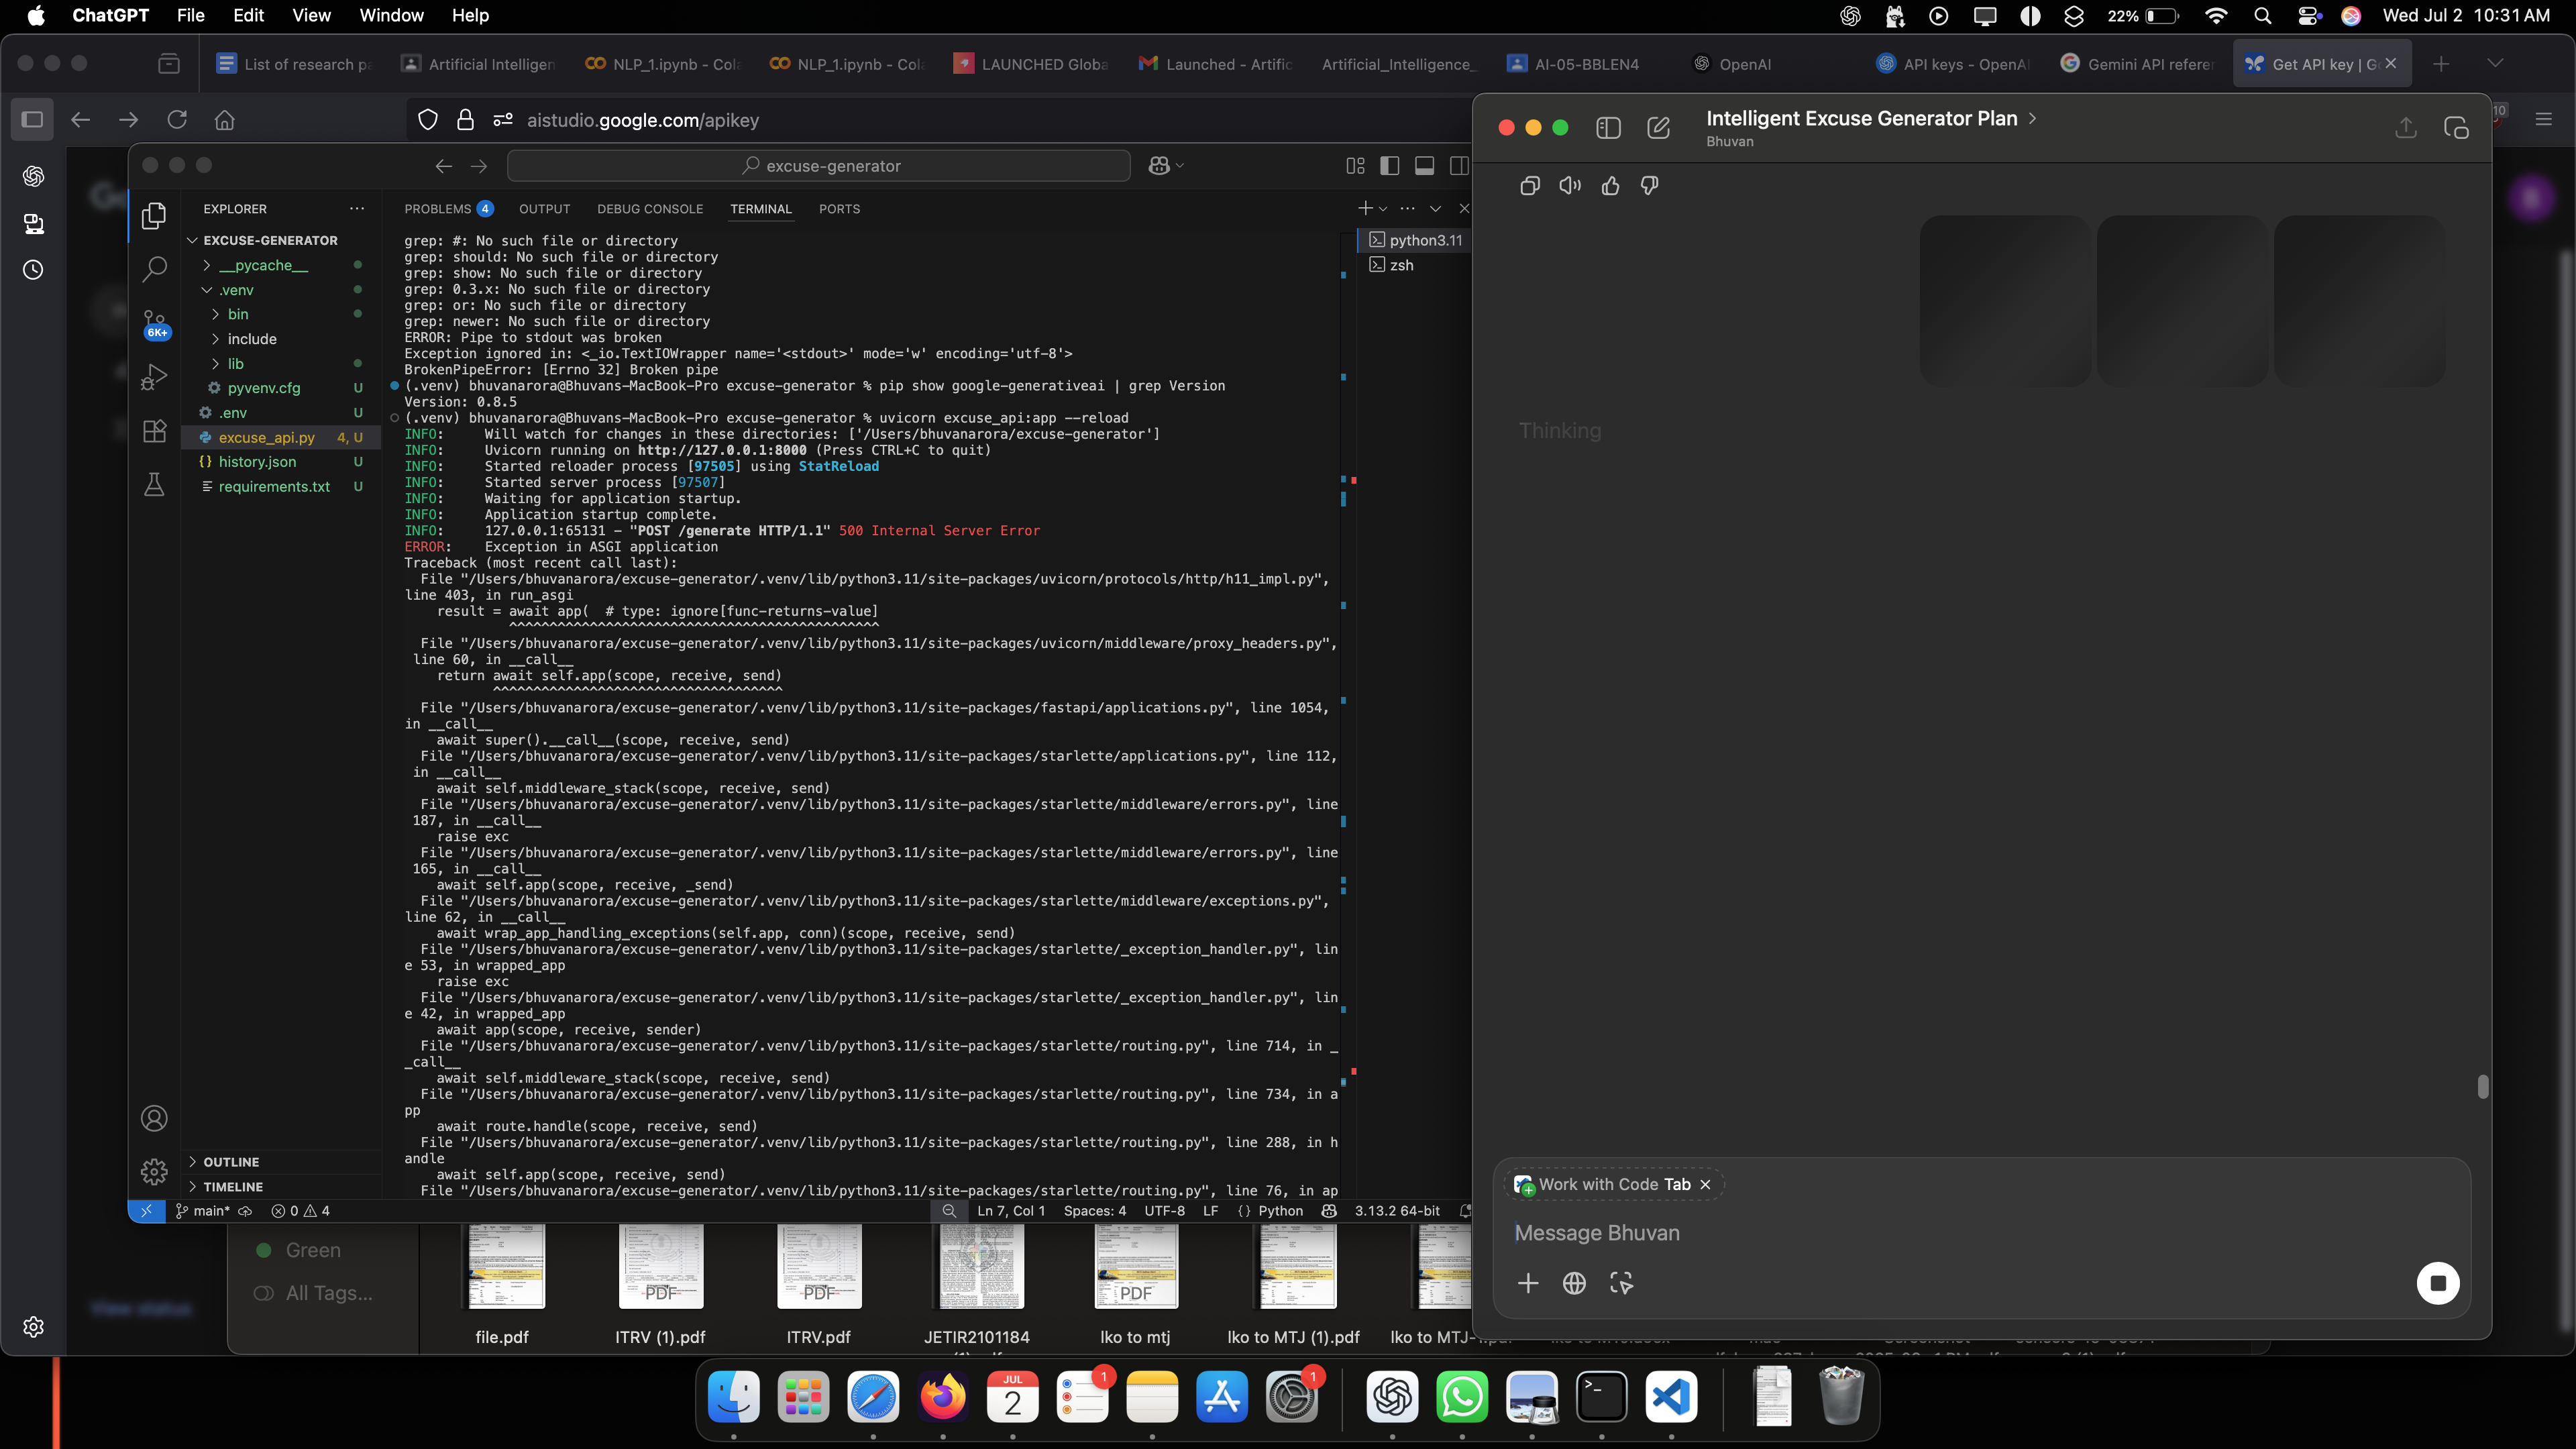 ChatGPT File Edit View Window Help
22%
Wed Jul 2 10:31 AM
List of research pa
Artificial Intelligen
NLP_1.ipynb - Cola
NLP_1.ipynb - Cola
LAUNCHED Globa
Launched - Artific
Artificial_Intelligence_
AI-05-BBLEN4
OpenAI
API keys - OpenAI
Gemini API referen
Get API key | G
aistudio.google.com/apikey
excuse-generator
EXPLORER
EXCUSE-GENERATOR
__pycache__
.venv
bin
include
lib
pyvenv.cfg U
.env U
excuse_api.py 4, U
history.json U
requirements.txt U
6K+
OUTLINE
TIMELINE
PROBLEMS 4 OUTPUT DEBUG CONSOLE TERMINAL PORTS
python3.11
zsh
grep: #: No such file or directory
grep: should: No such file or directory
grep: show: No such file or directory
grep: 0.3.x: No such file or directory
grep: or: No such file or directory
grep: newer: No such file or directory
ERROR: Pipe to stdout was broken
Exception ignored in: <_io.TextIOWrapper name='<stdout>' mode='w' encoding='utf-8'>
BrokenPipeError: [Errno 32] Broken pipe
(.venv) bhuvanarora@Bhuvans-MacBook-Pro excuse-generator % pip show google-generativeai | grep Version
Version: 0.8.5
(.venv) bhuvanarora@Bhuvans-MacBook-Pro excuse-generator % uvicorn excuse_api:app --reload
INFO: Will watch for changes in these directories: ['/Users/bhuvanarora/excuse-generator']
INFO: Uvicorn running on http://127.0.0.1:8000 (Press CTRL+C to quit)
INFO: Started reloader process [97505] using StatReload
INFO: Started server process [97507]
INFO: Waiting for application startup.
INFO: Application startup complete.
INFO: 127.0.0.1:65131 - "POST /generate HTTP/1.1" 500 Internal Server Error
ERROR: Exception in ASGI application
Traceback (most recent call last):
File "/Users/bhuvanarora/excuse-generator/.venv/lib/python3.11/site-packages/uvicorn/protocols/http/h11_impl.py",
line 403, in run_asgi
result = await app( # type: ignore[func-returns-value]
^^^^^^^^^^^^^^^^^^^^^^^^^^^^^^^^^^^^^^^^^^^^^^
File "/Users/bhuvanarora/excuse-generator/.venv/lib/python3.11/site-packages/uvicorn/middleware/proxy_headers.py",
line 60, in __call__
return await self.app(scope, receive, send)
^^^^^^^^^^^^^^^^^^^^^^^^^^^^^^^^^^^^
File "/Users/bhuvanarora/excuse-generator/.venv/lib/python3.11/site-packages/fastapi/applications.py", line 1054,
in __call__
await super().__call__(scope, receive, send)
File "/Users/bhuvanarora/excuse-generator/.venv/lib/python3.11/site-packages/starlette/applications.py", line 112,
in __call__
await self.middleware_stack(scope, receive, send)
File "/Users/bhuvanarora/excuse-generator/.venv/lib/python3.11/site-packages/starlette/middleware/errors.py", line
187, in __call__
raise exc
File "/Users/bhuvanarora/excuse-generator/.venv/lib/python3.11/site-packages/starlette/middleware/errors.py", line
165, in __call__
await self.app(scope, receive, _send)
File "/Users/bhuvanarora/excuse-generator/.venv/lib/python3.11/site-packages/starlette/middleware/exceptions.py",
line 62, in __call__
await wrap_app_handling_exceptions(self.app, conn)(scope, receive, send)
File "/Users/bhuvanarora/excuse-generator/.venv/lib/python3.11/site-packages/starlette/_exception_handler.py", lin
e 53, in wrapped_app
raise exc
File "/Users/bhuvanarora/excuse-generator/.venv/lib/python3.11/site-packages/starlette/_exception_handler.py", lin
e 42, in wrapped_app
await app(scope, receive, sender)
File "/Users/bhuvanarora/excuse-generator/.venv/lib/python3.11/site-packages/starlette/routing.py", line 714, in _
_call__
await self.middleware_stack(scope, receive, send)
File "/Users/bhuvanarora/excuse-generator/.venv/lib/python3.11/site-packages/starlette/routing.py", line 734, in a
pp
await route.handle(scope, receive, send)
File "/Users/bhuvanarora/excuse-generator/.venv/lib/python3.11/site-packages/starlette/routing.py", line 288, in h
andle
await self.app(scope, receive, send)
File "/Users/bhuvanarora/excuse-generator/.venv/lib/python3.11/site-packages/starlette/routing.py", line 76, in ap
main* 0 4
Ln 7, Col 1 Spaces: 4 UTF-8 LF {} Python 3.13.2 64-bit
Intelligent Excuse Generator Plan
Bhuvan
Thinking
Work with Code Tab
Message Bhuvan
Green
All Tags...
View status
PDF
PDF
PDF
file.pdf
ITRV (1).pdf
ITRV.pdf
JETIR2101184
lko to mtj
lko to MTJ (1).pdf
JUL
2
1
1